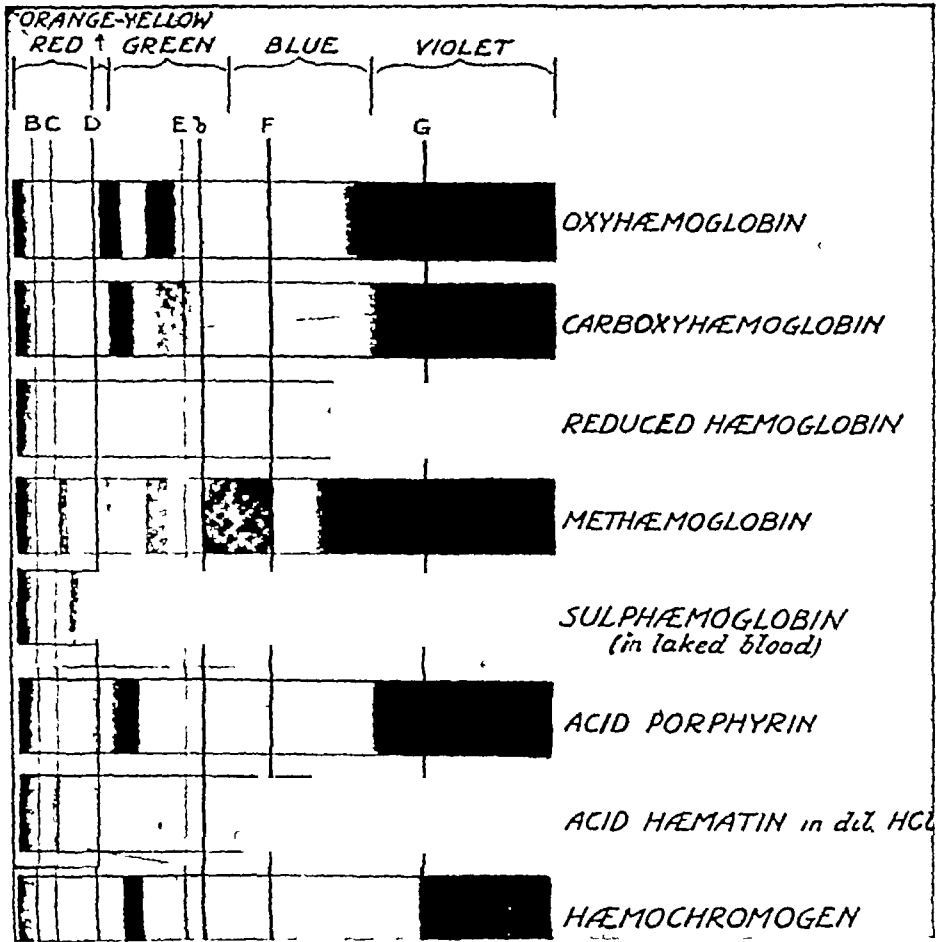 ORANGE-YELLOW
RED ↑ GREEN BLUE VIOLET
B C D E b F G
OXYHÆMOGLOBIN
CARBOXYHÆMOGLOBIN
REDUCED HÆMOGLOBIN
METHÆMOGLOBIN
SULPHÆMOGLOBIN
(in laked blood)
ACID PORPHYRIN
ACID HÆMATIN in dil. HCl
HÆMOCHROMOGEN